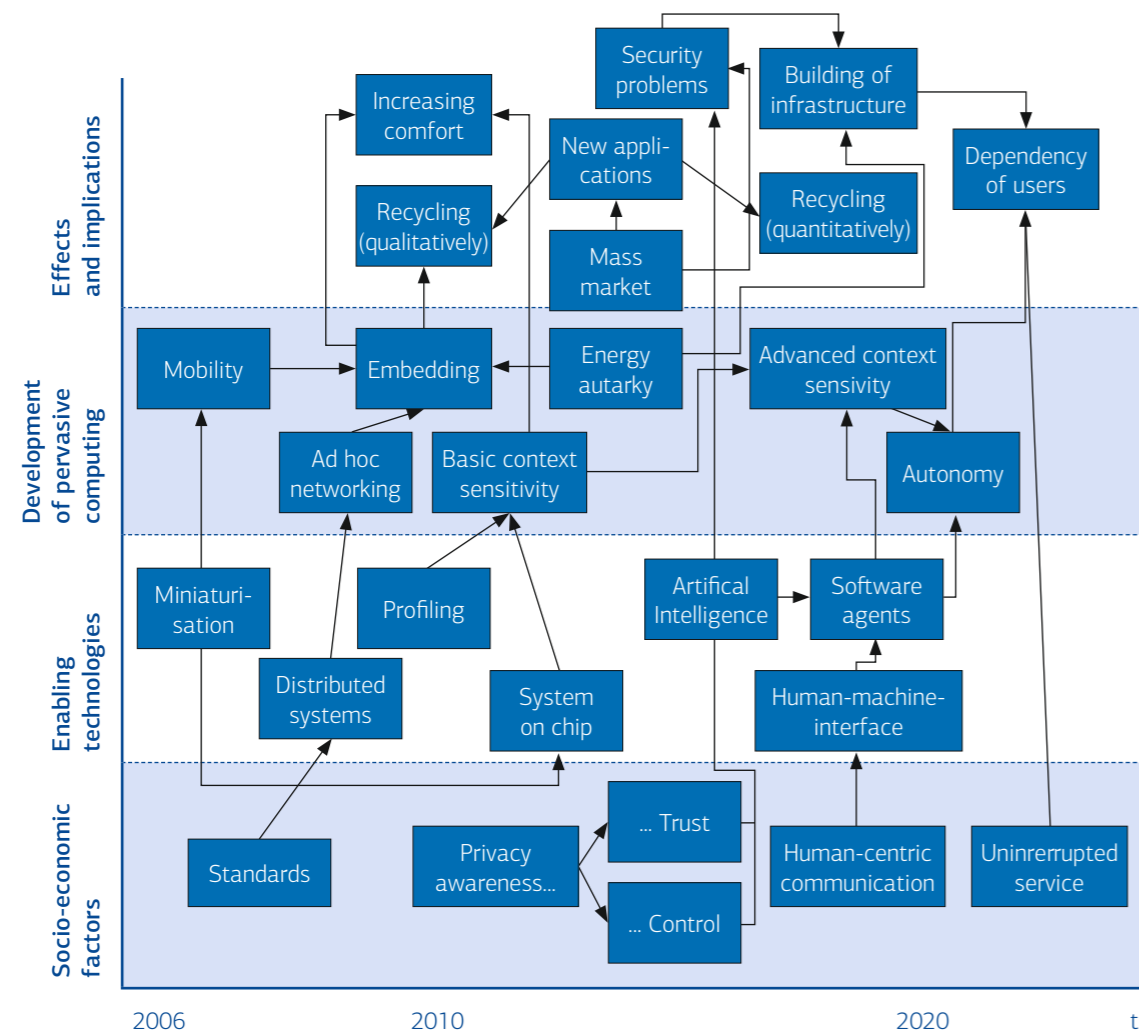 Effects
and implications
Security
problems
Building of
infrastructure
Increasing
comfort
New appli-
cations
Dependency
of users
Recycling
(qualitatively)
Recycling
(quantitatively)
Mass
market
Development
of pervasive
computing
Mobility
Embedding
Energy
autarky
Advanced context
sensivity
Ad hoc
networking
Basic context
sensitivity
Autonomy
Enabling
technologies
Miniaturi-
sation
Profiling
Artifical
Intelligence
Software
agents
Distributed
systems
System
on chip
Human-machine-
interface
Socio-economic
factors
Standards
Privacy
awareness...
... Trust
... Control
Human-centric
communication
Uninrerrupted
service
2006
2010
2020
t